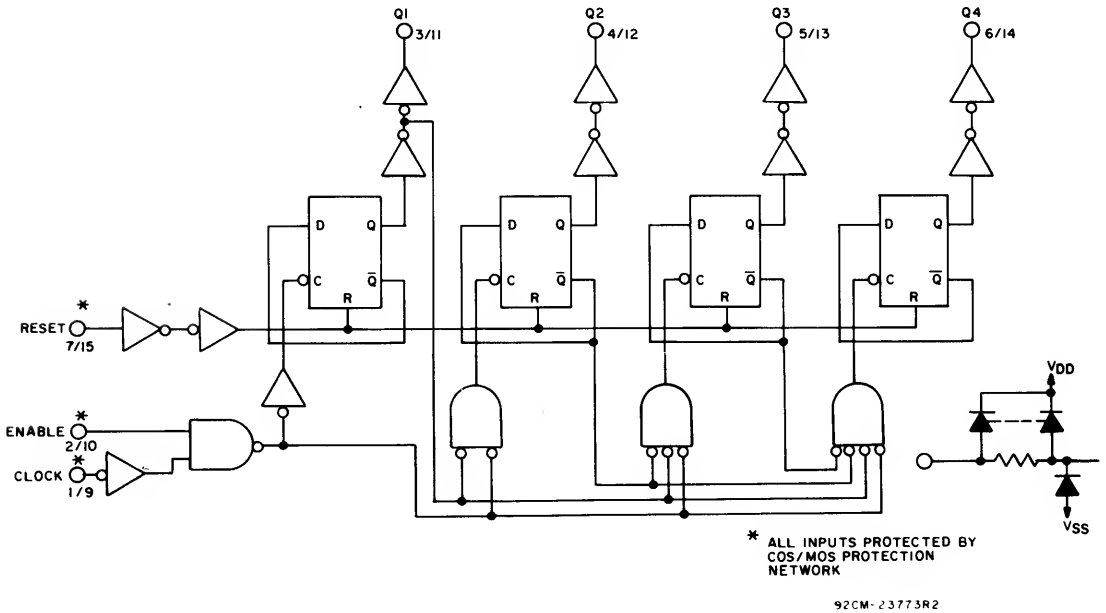 Q1
3/11
Q2
4/12
Q3
5/13
Q4
6/14
D Q
C Q̅
R
D Q
C Q̅
R
D Q
C Q̅
R
D Q
C Q̅
R
*
RESET
7/15
*
ENABLE
2/10
*
CLOCK
1/9
VDD
VSS
* ALL INPUTS PROTECTED BY
COS/MOS PROTECTION
NETWORK
92CM-23773R2